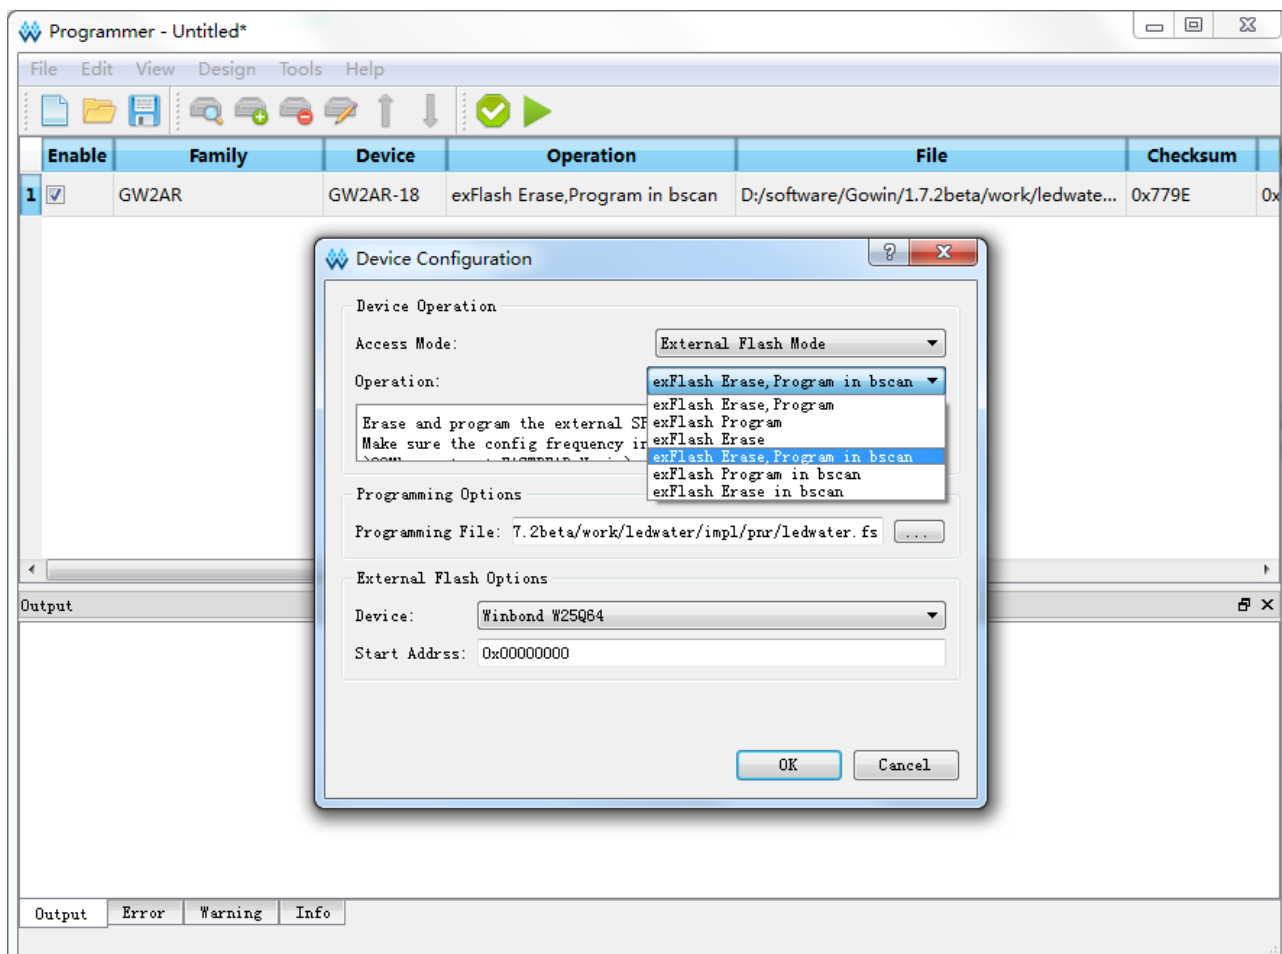 Programmer - Untitled*
File Edit View Design Tools Help
Enable Family Device Operation File Checksum
1 GW2AR GW2AR-18 exFlash Erase,Program in bscan D:/software/Gowin/1.7.2beta/work/ledwate... 0x779E 0x
Device Configuration
Device Operation
Access Mode: External Flash Mode
Operation: exFlash Erase,Program in bscan
exFlash Erase,Program
exFlash Program
exFlash Erase
exFlash Erase,Program in bscan
exFlash Program in bscan
exFlash Erase in bscan
Erase and program the external
Make sure the config frequency
Programming Options
Programming File: 7.2beta/work/ledwater/impl/pnr/ledwater.fs ...
External Flash Options
Device: Winbond W25Q64
Start Addrss: 0x00000000
OK Cancel
Output
Output Error Warning Info